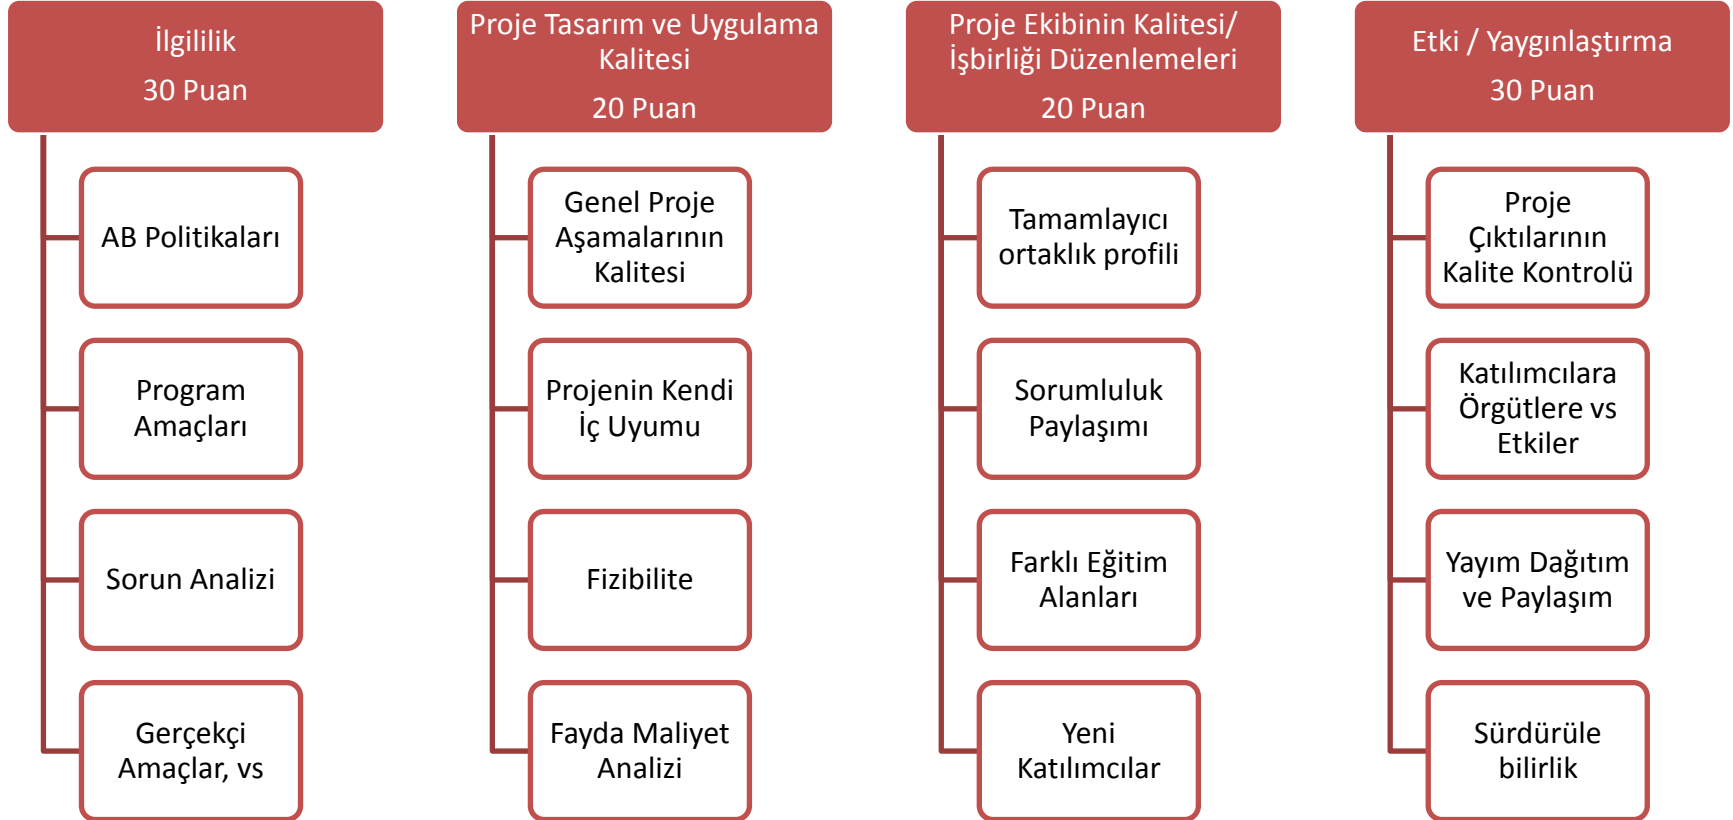 İlgililik
30 Puan
AB Politikaları
Program
Amaçları
Sorun Analizi
Gerçekçi
Amaçlar, vs
Proje Tasarım ve Uygulama
Kalitesi
20 Puan
Genel Proje
Aşamalarının
Kalitesi
Projenin Kendi
İç Uyumu
Fizibilite
Fayda Maliyet
Analizi
Proje Ekibinin Kalitesi/
İşbirliği Düzenlemeleri
20 Puan
Tamamlayıcı
ortaklık profili
Sorumluluk
Paylaşımı
Farklı Eğitim
Alanları
Yeni
Katılımcılar
Etki / Yaygınlaştırma
30 Puan
Proje
Çıktılarının
Kalite Kontrolü
Katılımcılara
Örgütlere vs
Etkiler
Yayım Dağıtım
ve Paylaşım
Sürdürüle
bilirlik